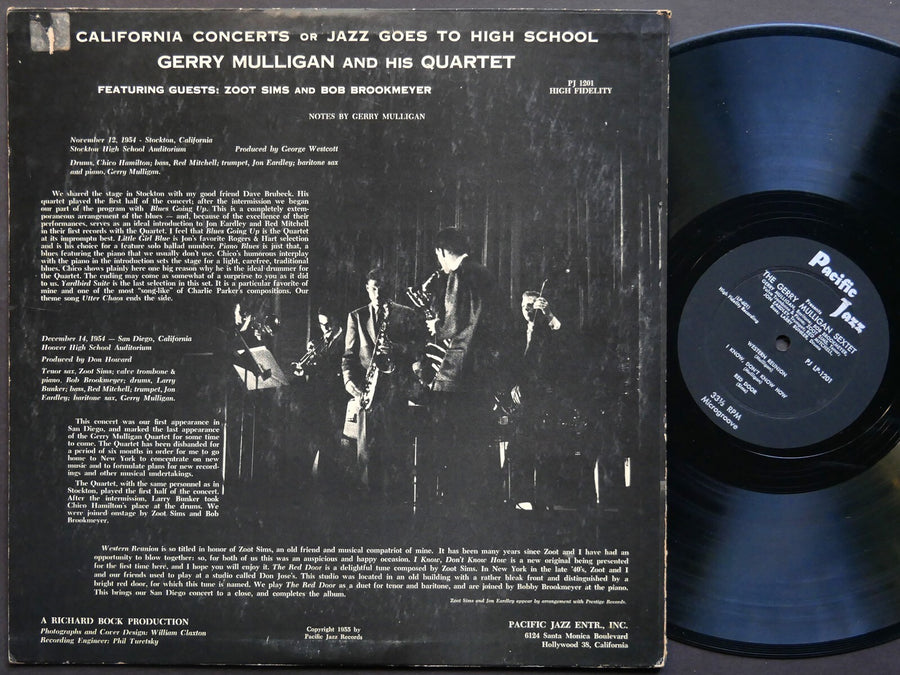 CALIFORNIA CONCERTS OR JAZZ GOES TO HIGH SCHOOL
GERRY MULLIGAN AND HIS QUARTET
FEATURING GUESTS: ZOOT SIMS AND BOB BROOKMEYER
PJ 1201
HIGH FIDELITY
NOTES BY GERRY MULLIGAN
November 12, 1954 - Stockton, California
Stockton High School Auditorium Produced by George Westcott
Drums, Chico Hamilton; bass, Red Mitchell; trumpet, Jon Eardley; baritone sax
and piano, Gerry Mulligan.
We shared the stage in Stockton with my good friend Dave Brubeck. His
quartet played the first half of the concert; after the intermission we began
our part of the program with Blues Going Up. This is a completely extem-
poraneous arrangement of the blues — and, because of the excellence of their
performances, serves as an ideal introduction to Jon Eardley and Red Mitchell
in their first records with the Quartet. I feel that Blues Going Up is the Quartet
at its impromptu best. Little Girl Blue is Jon's favorite Rogers & Hart selection
and is his choice for a feature solo ballad number. Piano Blues is just that, a
blues featuring the piano that we usually don't use. Chico's humorous interplay
with the piano in the introduction sets the stage for a light, carefree, traditional
blues. Chico shows plainly here one big reason why he is the ideal drummer for
the Quartet. The ending may come as somewhat of a surprise to you as it did
to us. Yardbird Suite is the last selection in this set. It is a particular favorite of
mine and one of the most "song-like" of Charlie Parker's compositions. Our
theme song Utter Chaos ends the side.
December 14, 1954 — San Diego, California
Hoover High School Auditorium
Produced by Don Howard
Tenor sax, Zoot Sims; valve trombone &
piano, Bob Brookmeyer; drums, Larry
Bunker; bass, Red Mitchell; trumpet, Jon
Eardley; baritone sax, Gerry Mulligan.
This concert was our first appearance in
San Diego, and marked the last appearance
of the Gerry Mulligan Quartet for some time
to come. The Quartet has been disbanded for
a period of six months in order for me to go
home to New York to concentrate on new
music and to formulate plans for new record-
ings and other musical undertakings.
The Quartet, with the same personnel as in
Stockton, played the first half of the concert.
After the intermission, Larry Bunker took
Chico Hamilton's place at the drums. We
were joined onstage by Zoot Sims and Bob
Brookmeyer.
Western Reunion is so titled in honor of Zoot Sims, an old friend and musical compatriot of mine. It has been many years since Zoot and I have had an
opportunity to blow together; so, for both of us this was an auspicious and happy occasion. I Know, Don't Know How is a new original being presented
for the first time here, and I hope you will enjoy it. The Red Door is a delightful tune composed by Zoot Sims. In New York in the late '40's, Zoot and I
and our friends used to play at a studio called Don Jose's. This studio was located in an old building with a rather bleak front and distinguished by a
bright red door, for which this tune is named. We play The Red Door as a duet for tenor and baritone, and are joined by Bobby Brookmeyer at the piano.
This brings our San Diego concert to a close, and completes the album.
Zoot Sims and Jon Eardley appear by arrangement with Prestige Records.
A RICHARD BOCK PRODUCTION
Photographs and Cover Design: William Claxton
Recording Engineer: Phil Turetsky
Copyright 1955 by
Pacific Jazz Records
PACIFIC JAZZ ENTR., INC.
6124 Santa Monica Boulevard
Hollywood 38, California
Pacific Jazz
Presents
THE GERRY MULLIGAN SEXTET
High Fidelity Recording
PJ LP-1201
WESTERN REUNION
(Mulligan)
I KNOW, DON'T KNOW HOW
(Mulligan)
RED DOOR
(Sims)
33⅓ RPM
Microgroove